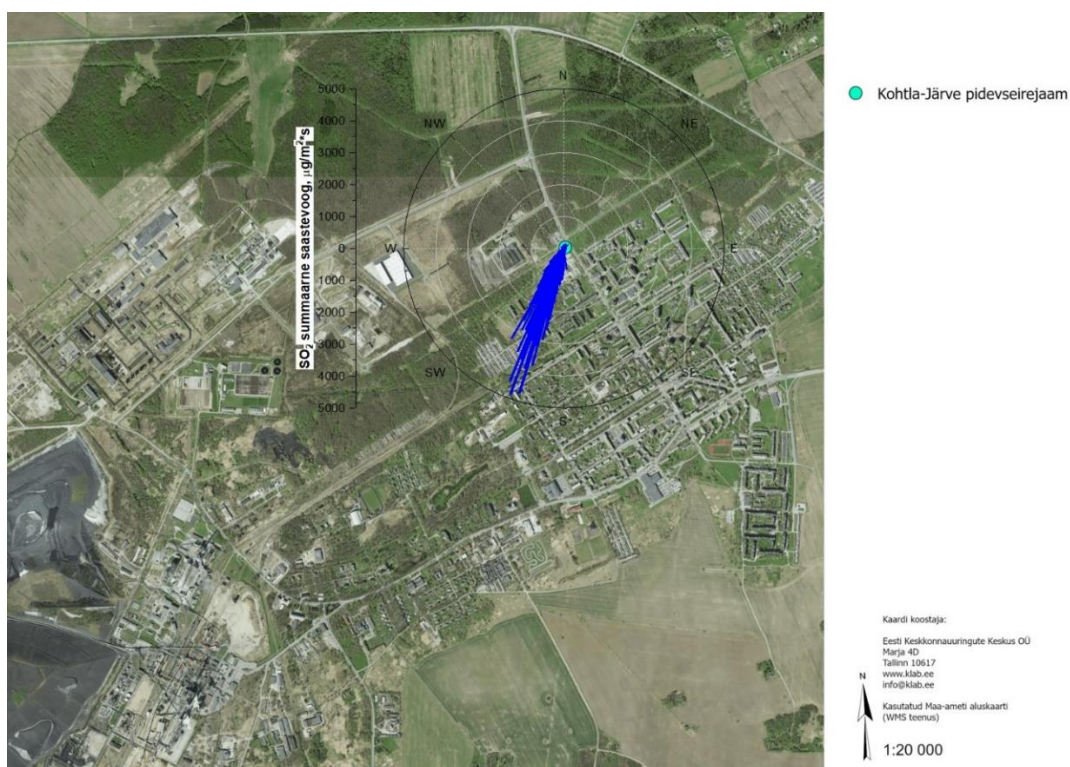 N
NW
NE
W
E
SW
SE
S
SO2 summaarne saastevoog, µg/m²*s
5000
4000
3000
2000
1000
0
1000
2000
3000
4000
5000
Kohtla-Järve pidevseirejaam
Kaardi koostaja:
Eesti Keskkonnauuringute Keskus OÜ
Marja 4D
Tallinn 10617
www.klab.ee
info@klab.ee
N
Kasutatud Maa-ameti aluskaarti
(WMS teenus)
1:20 000